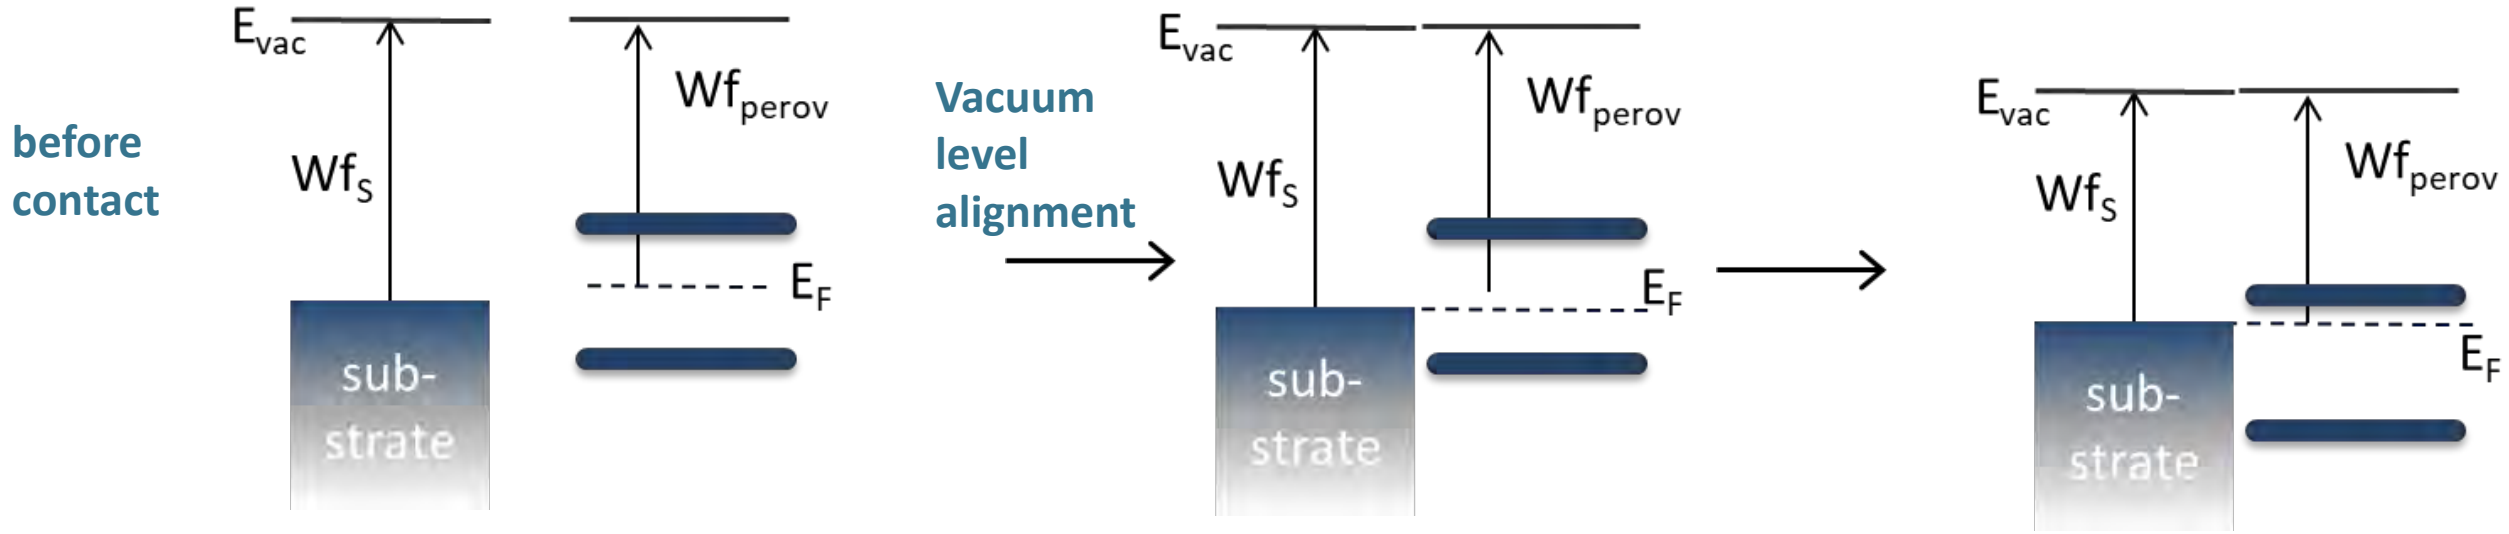 before
contact
Evac
Wfs
Wfperov
EF
sub-
strate
Vacuum
level
alignment
Evac
Wfs
Wfperov
EF
sub-
strate
Evac
Wfs
Wfperov
EF
sub-
strate